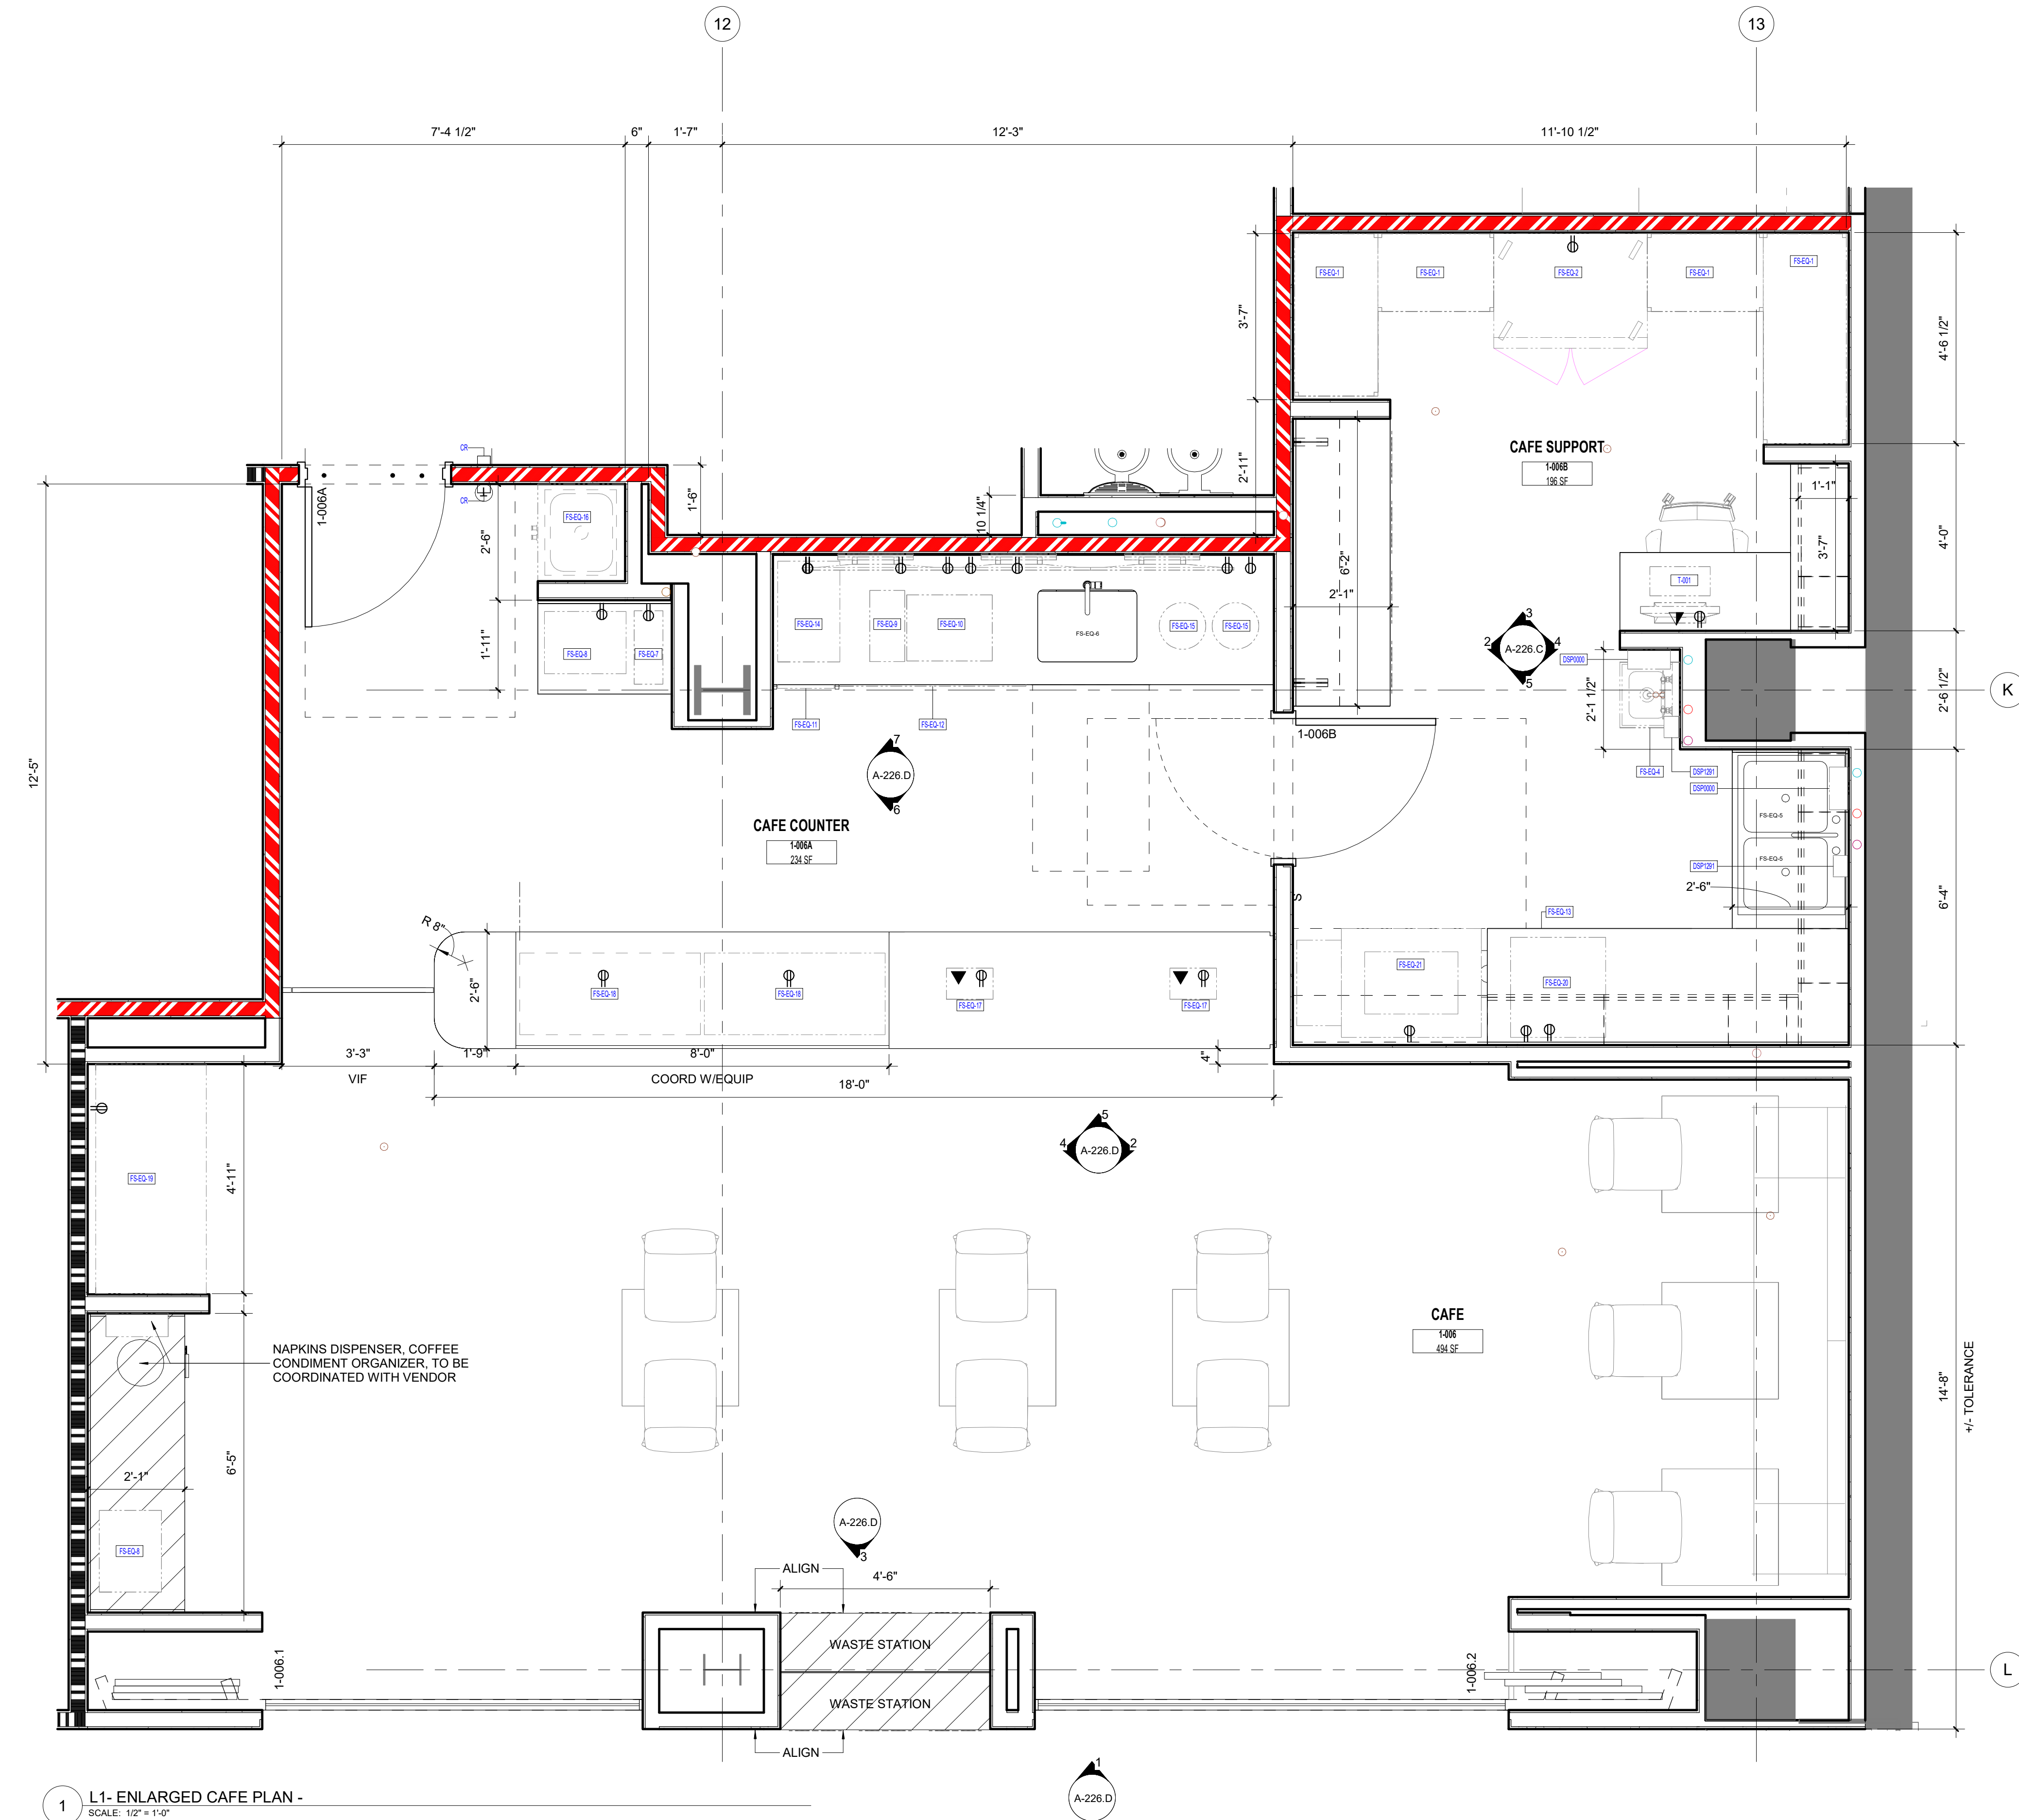 12
13
7'-4 1/2"
6"
1'-7"
12'-3"
11'-10 1/2"
FS-EQ-1
FS-EQ-1
FS-EQ-2
FS-EQ-1
FS-EQ-1
3'-7"
4'-6 1/2"
CR
CR
1-006A
CAFE SUPPORT
1-006B
196 SF
2'-11"
1'-6"
10 1/4"
1'-1"
4'-0"
2'-6"
FS-EQ-16
3'-7"
6'-2"
2'-1"
T-001
1'-11"
FS-EQ-8
FS-EQ-7
FS-EQ-14
FS-EQ-9
FS-EQ-10
FS-EQ-6
FS-EQ-15
FS-EQ-15
3
2
A-226.C
4
5
DSP0000
2'-1 1/2"
2'-6 1/2"
K
FS-EQ-11
FS-EQ-12
1-006B
7
A-226.D
6
FS-EQ-4
DSP1291
DSP0000
FS-EQ-5
12'-5"
CAFE COUNTER
1-006A
234 SF
DSP1291
FS-EQ-5
2'-6"
6'-4"
S
FS-EQ-13
R 8"
2'-6"
FS-EQ-18
FS-EQ-18
FS-EQ-17
FS-EQ-17
FS-EQ-21
FS-EQ-20
3'-3"
VIF
1'-9"
8'-0"
COORD W/EQUIP
18'-0"
4"
5
4
A-226.D
2
FS-EQ-19
4'-11"
CAFE
1-006
494 SF
NAPKINS DISPENSER, COFFEE
CONDIMENT ORGANIZER, TO BE
COORDINATED WITH VENDOR
14'-8"
+/- TOLERANCE
6'-5"
2'-1"
FS-EQ-8
A-226.D
3
ALIGN
4'-6"
WASTE STATION
WASTE STATION
1-006.1
1-006.2
L
ALIGN
1
A-226.D
1
L1- ENLARGED CAFE PLAN -
SCALE: 1/2" = 1'-0"